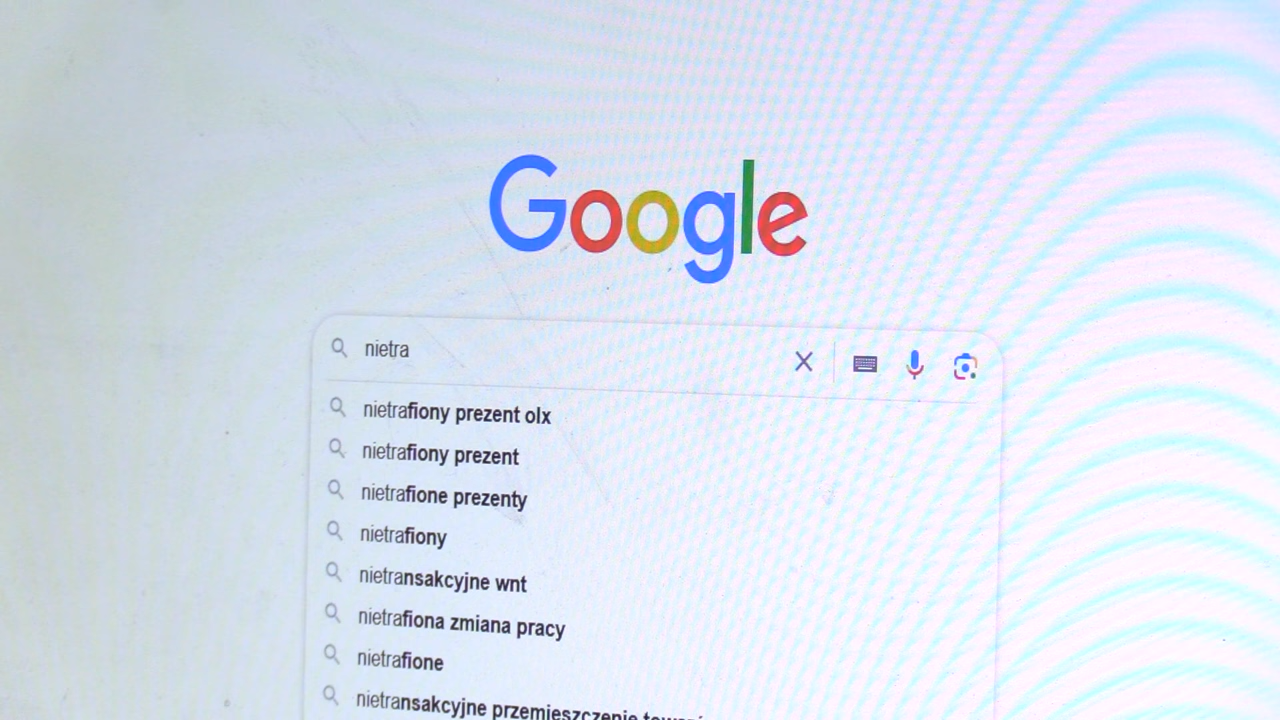 Google
nietra
nietrafiony prezent olx
nietrafiony prezent
nietrafione prezenty
nietrafiony
nietransakcyjne wnt
nietrafiona zmiana pracy
nietrafione
nietransakcyjne przemieszczenie